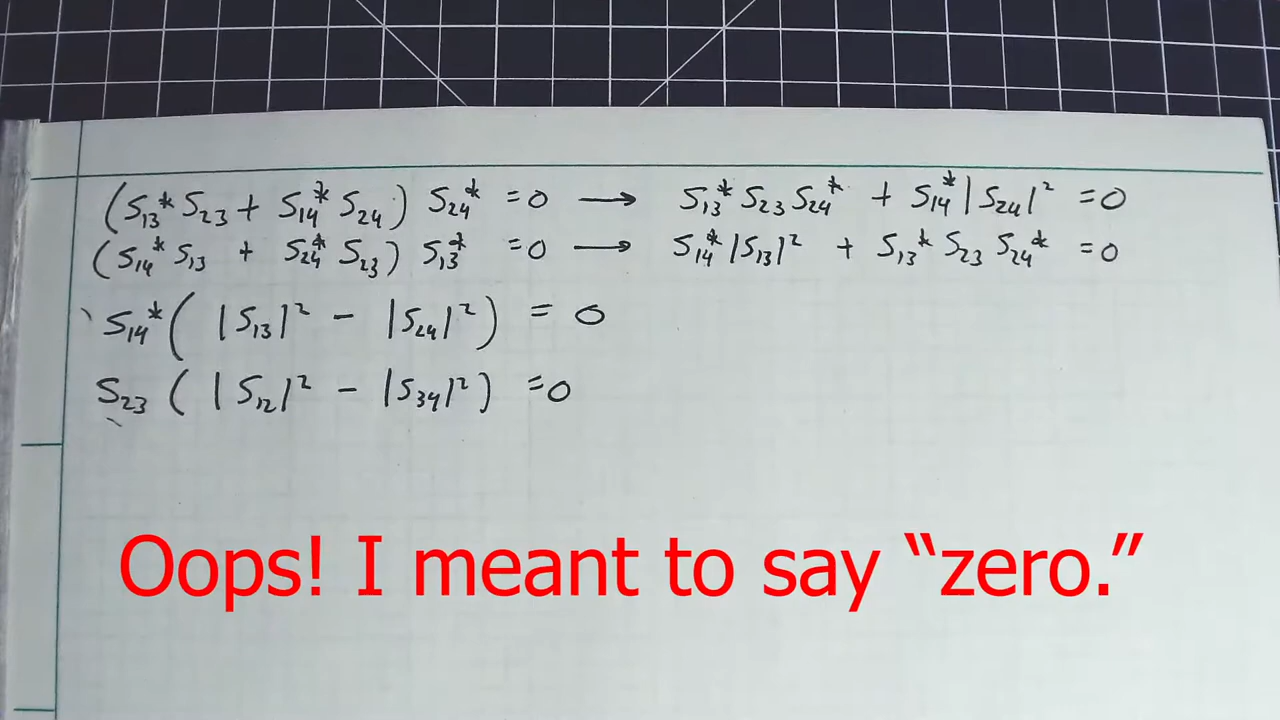 (S₁₃* S₂₃ + S₁₄* S₂₄) S₂₄* = 0 → S₁₃* S₂₃ S₂₄* + S₁₄* |S₂₄|² = 0
(S₁₄* S₁₃ + S₂₄* S₂₃) S₁₃* = 0 → S₁₄* |S₁₃|² + S₁₃* S₂₃ S₂₄* = 0
S₁₄* ( |S₁₃|² − |S₂₄|² ) = 0
S₂₃ ( |S₁₂|² − |S₃₄|² ) = 0
Oops! I meant to say “zero.”